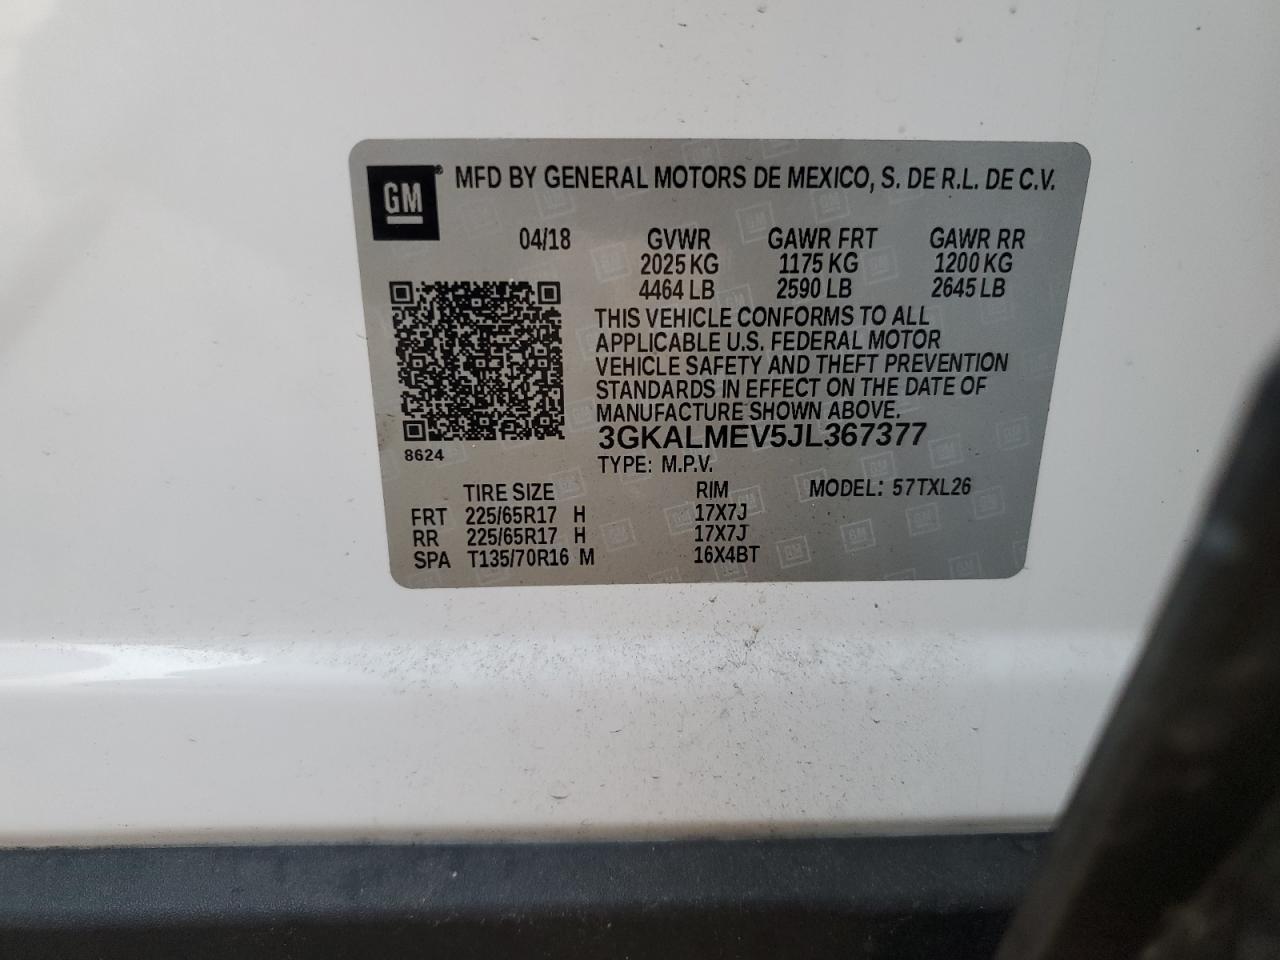 GM® MFD BY GENERAL MOTORS DE MEXICO, S. DE R.L. DE C.V.
04/18 GVWR GAWR FRT GAWR RR
2025 KG 1175 KG 1200 KG
4464 LB 2590 LB 2645 LB
THIS VEHICLE CONFORMS TO ALL
APPLICABLE U.S. FEDERAL MOTOR
VEHICLE SAFETY AND THEFT PREVENTION
STANDARDS IN EFFECT ON THE DATE OF
MANUFACTURE SHOWN ABOVE.
3GKALMEV5JL367377
8624
TYPE: M.P.V.
TIRE SIZE RIM MODEL: 57TXL26
FRT 225/65R17 H 17X7J
RR 225/65R17 H 17X7J
SPA T135/70R16 M 16X4BT